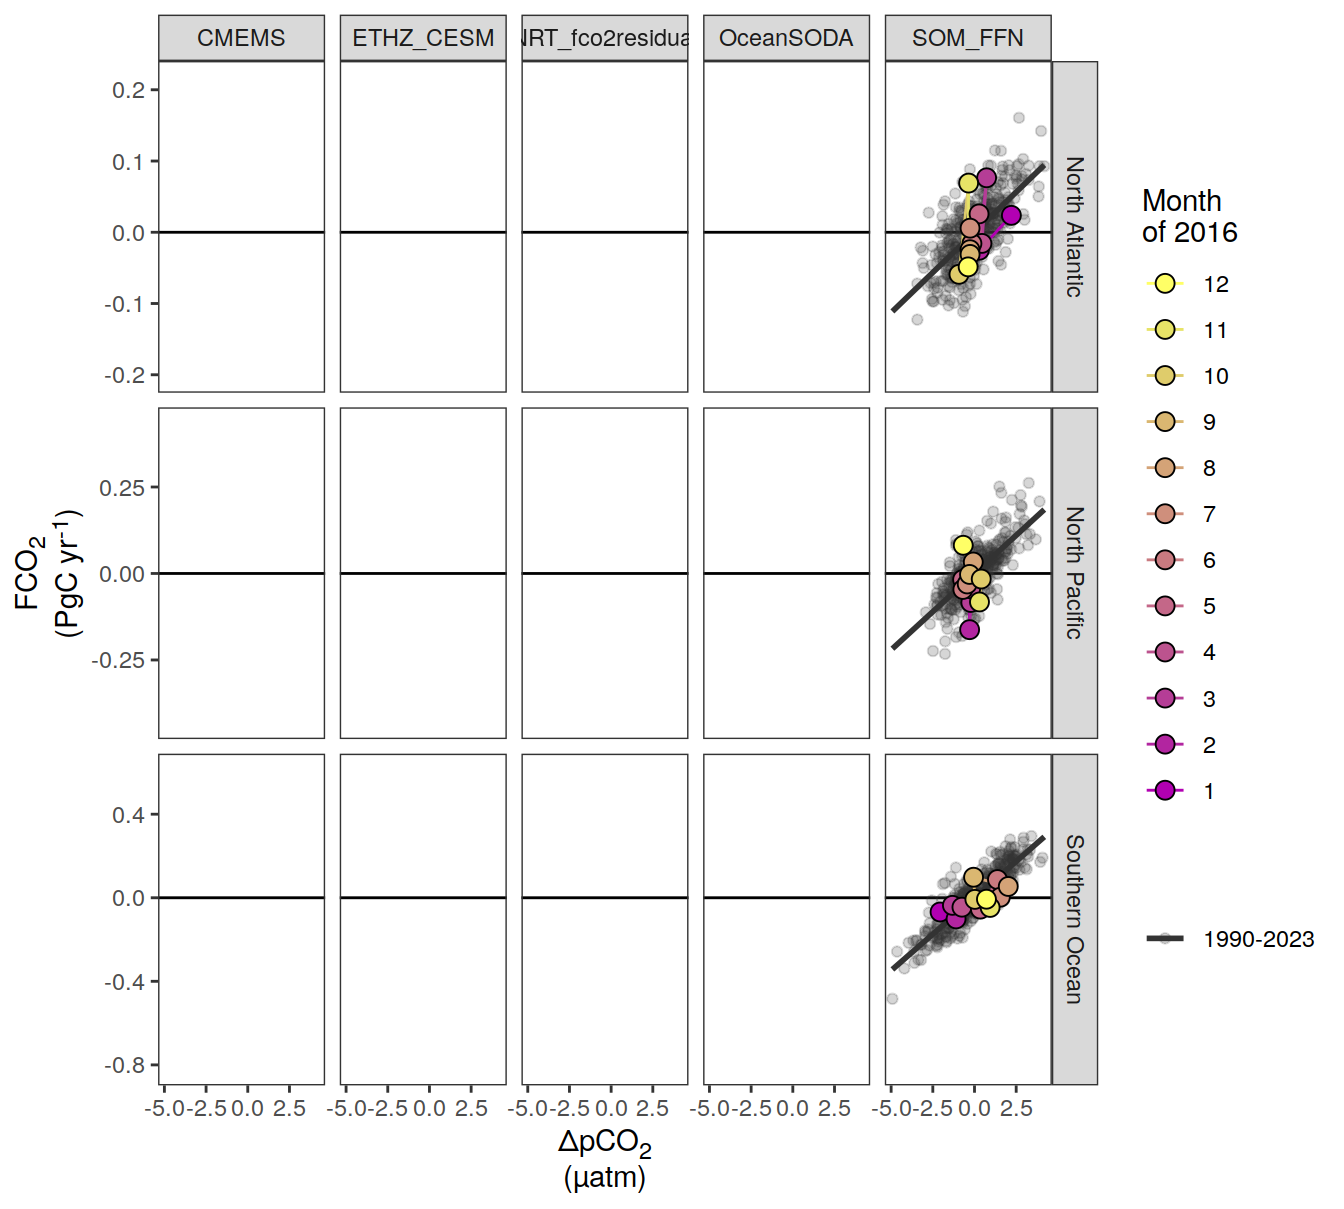 CMEMS ETHZ_CESM NRT_fco2residua OceanSODA SOM_FFN
0.2
0.1
0.0
-0.1
-0.2
North Atlantic
0.25
0.00
-0.25
North Pacific
0.4
0.0
-0.4
-0.8
Southern Ocean
-5.0 -2.5 0.0 2.5 -5.0 -2.5 0.0 2.5 -5.0 -2.5 0.0 2.5 -5.0 -2.5 0.0 2.5 -5.0 -2.5 0.0 2.5
ΔpCO₂
(µatm)
FCO₂
(PgC yr⁻¹)
Month
of 2016
12
11
10
9
8
7
6
5
4
3
2
1
1990-2023